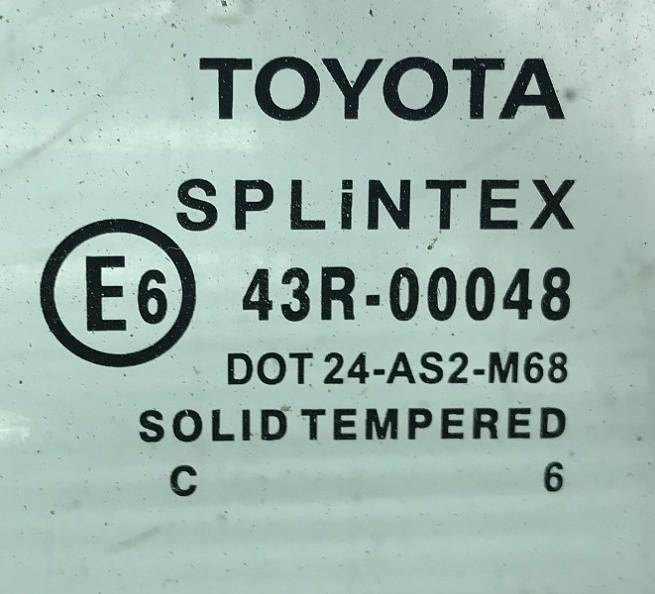 TOYOTA
SPLiNTEX
E6 43R-00048
DOT 24-AS2-M68
SOLID TEMPERED
C 6